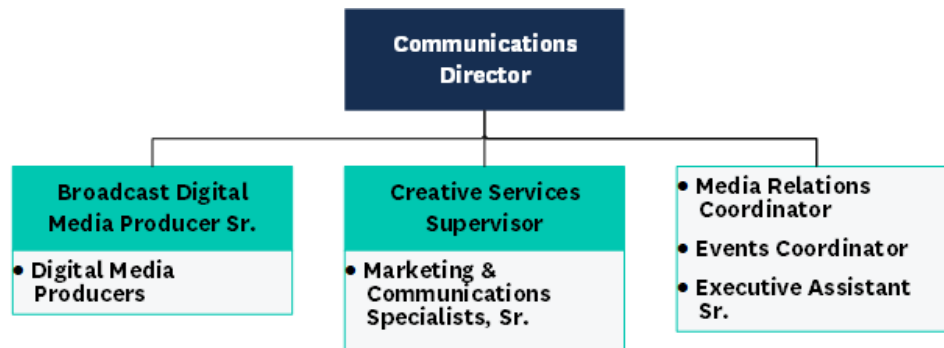 Communications
Director
Broadcast Digital
Media Producer Sr.
• Digital Media
Producers
Creative Services
Supervisor
• Marketing &
Communications
Specialists, Sr.
• Media Relations
Coordinator
• Events Coordinator
• Executive Assistant
Sr.